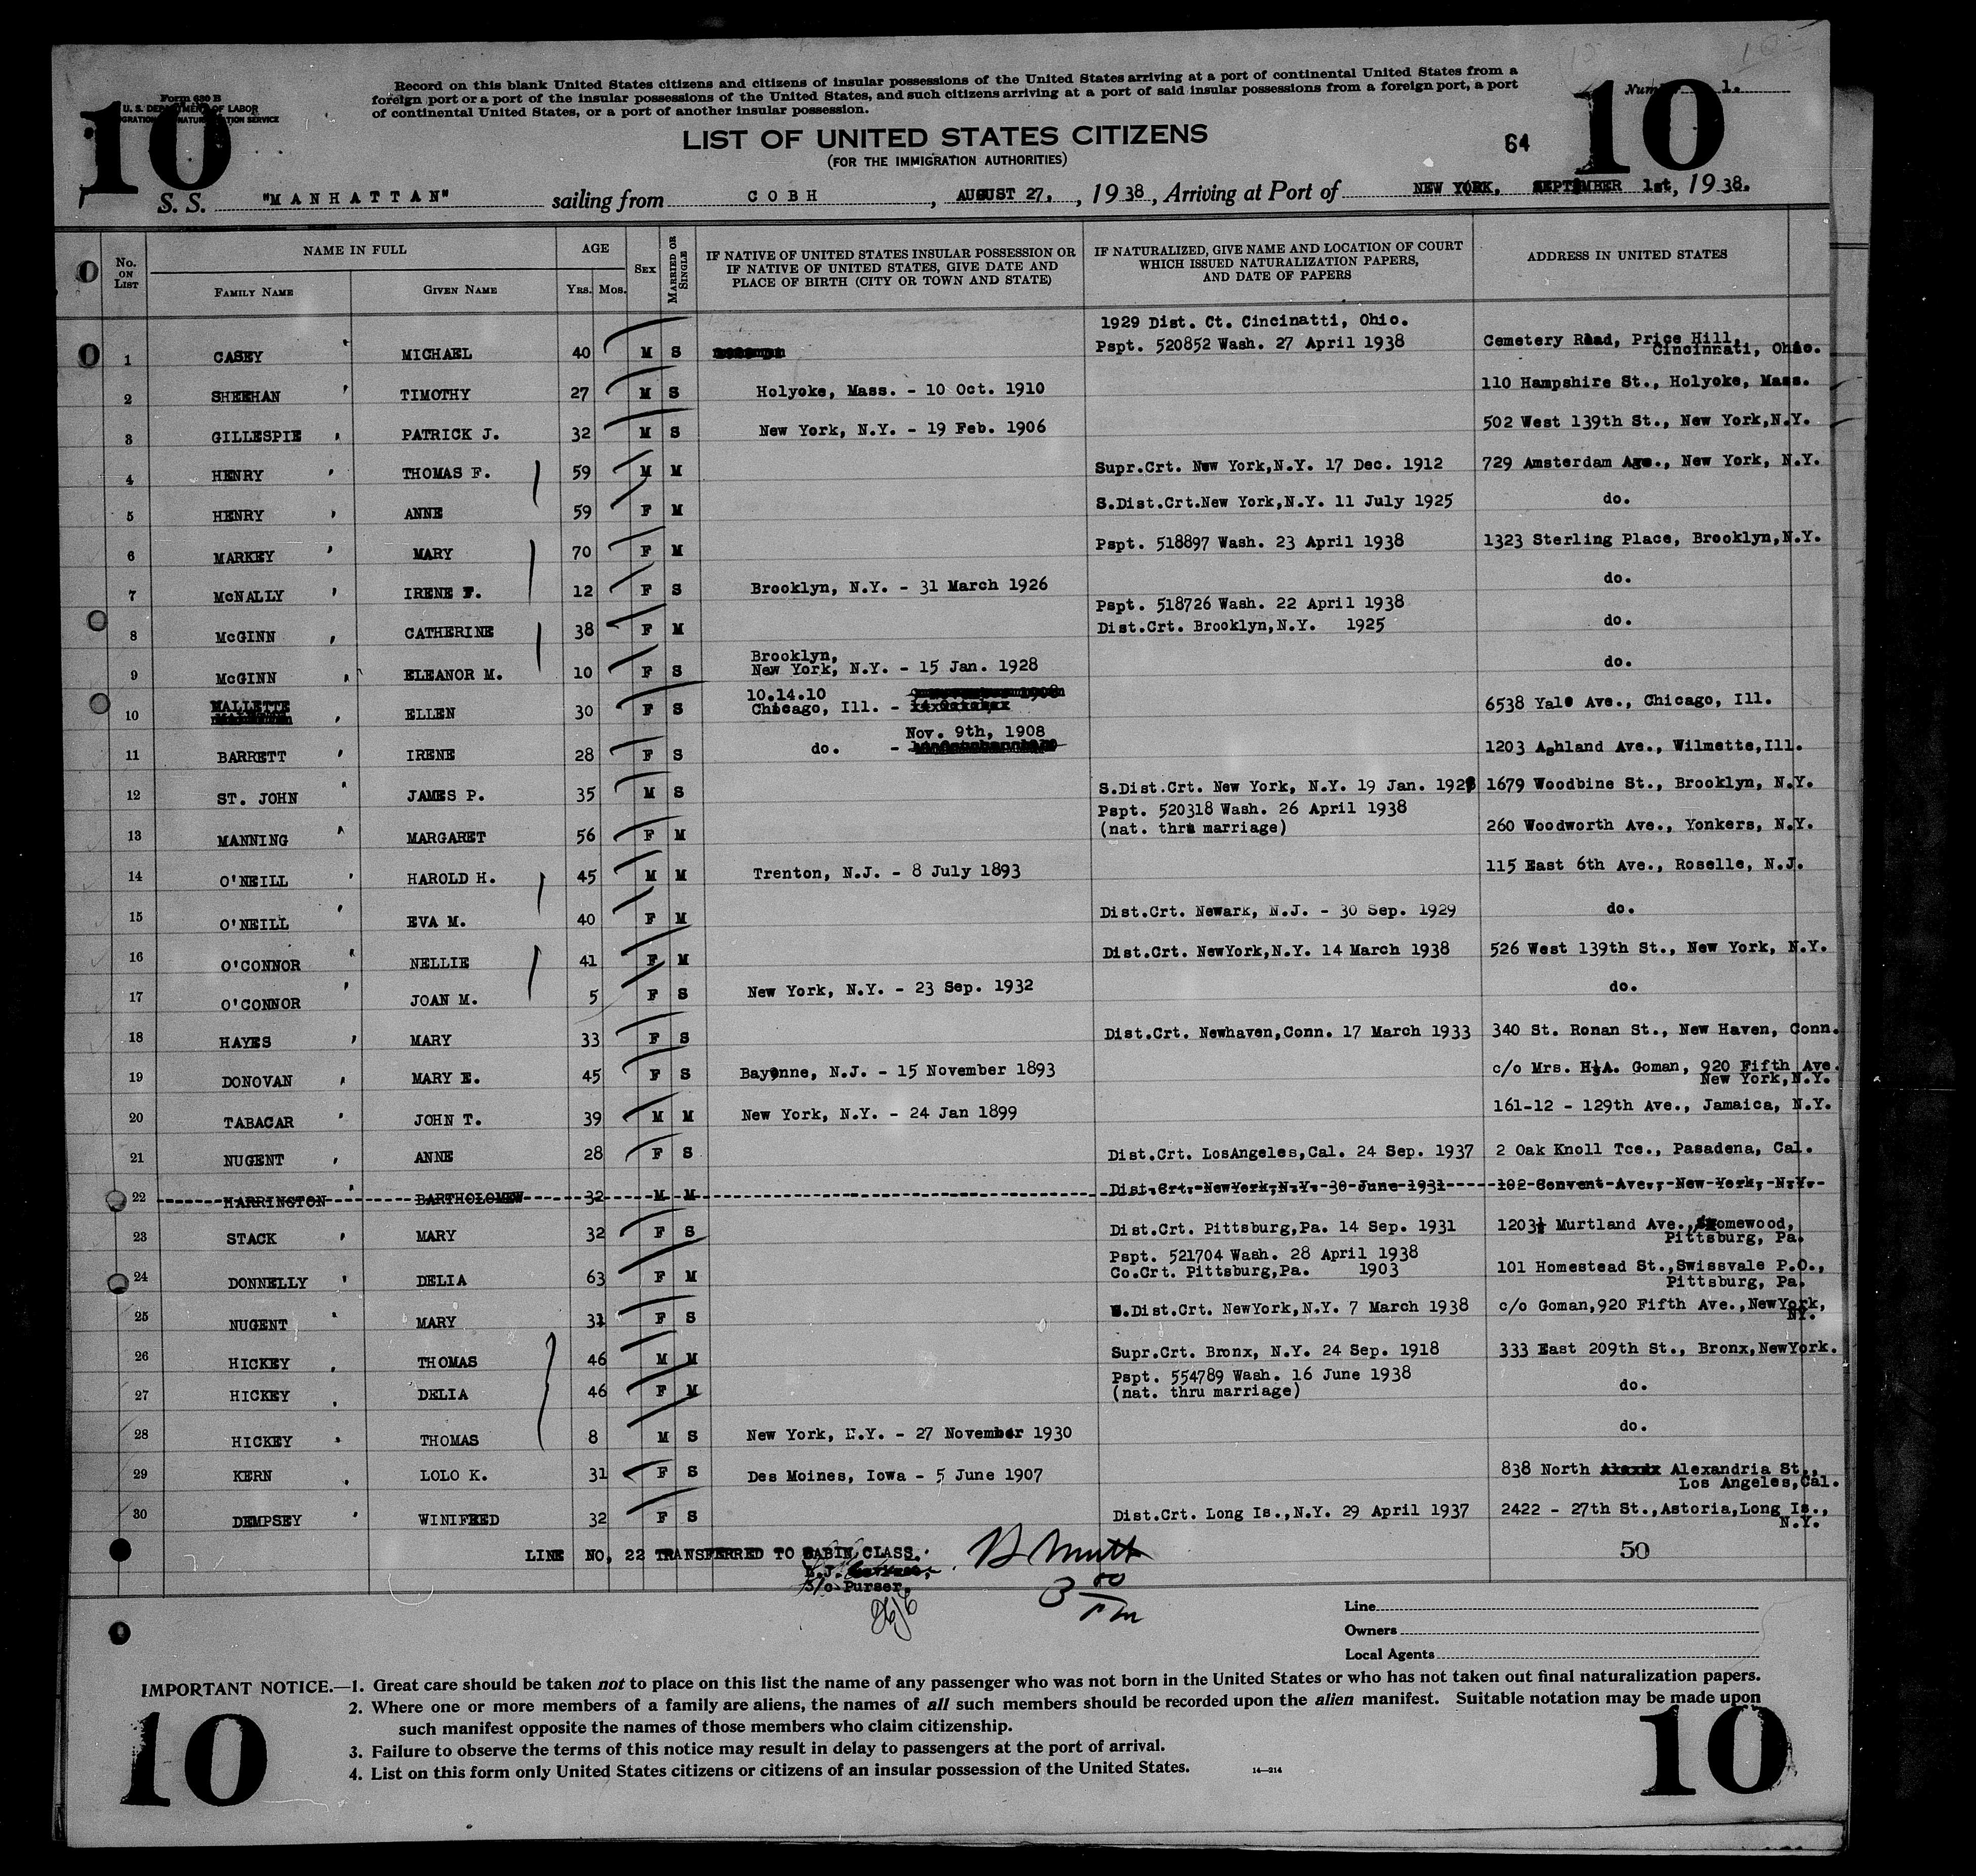 10
10
Form 630 B
U. S. DEPARTMENT OF LABOR
Record on this blank United States citizens and citizens of insular possessions of the United States arriving at a port of continental United States from a
foreign port or a port of the insular possessions of the United States, and such citizens arriving at a port of said insular possessions from a foreign port, a port
of continental United States, or a port of another insular possession.
1.
LIST OF UNITED STATES CITIZENS
(FOR THE IMMIGRATION AUTHORITIES)
64
S. S. "MANHATTAN" sailing from COBH, AUGUST 27, 1938, Arriving at Port of NEW YORK, SEPTEMBER 1st, 1938.
No. ON LIST
NAME IN FULL
FAMILY NAME
GIVEN NAME
AGE
YRS. MOS.
SEX
MARRIED OR SINGLE
IF NATIVE OF UNITED STATES INSULAR POSSESSION OR
IF NATIVE OF UNITED STATES, GIVE DATE AND
PLACE OF BIRTH (CITY OR TOWN AND STATE)
IF NATURALIZED, GIVE NAME AND LOCATION OF COURT
WHICH ISSUED NATURALIZATION PAPERS,
AND DATE OF PAPERS
ADDRESS IN UNITED STATES
1929 Dist. Ct. Cincinatti, Ohio.
1 CASEY MICHAEL 40 M S Pspt. 520852 Wash. 27 April 1938 Cemetery Road, Price Hill,
Cincinnati, Ohio.
2 SHEEHAN TIMOTHY 27 M S Holyoke, Mass. - 10 Oct. 1910 110 Hampshire St., Holyoke, Mass.
3 GILLESPIE PATRICK J. 32 M S New York, N.Y. - 19 Feb. 1906 502 West 139th St., New York,N.Y.
4 HENRY THOMAS F. 59 M M Supr.Crt. New York,N.Y. 17 Dec. 1912 729 Amsterdam Ave., New York, N.Y.
5 HENRY ANNE 59 F M S.Dist.Crt.New York,N.Y. 11 July 1925 do.
6 MARKEY MARY 70 F M Pspt. 518897 Wash. 23 April 1938 1323 Sterling Place, Brooklyn,N.Y.
7 McNALLY IRENE F. 12 F S Brooklyn, N.Y. - 31 March 1926 do.
Pspt. 518726 Wash. 22 April 1938
8 McGINN CATHERINE 38 F M Dist.Crt. Brooklyn,N.Y. 1925 do.
Brooklyn,
9 McGINN ELEANOR M. 10 F S New York, N.Y. - 15 Jan. 1928 do.
MALLETTE 10.14.10
10 ELLEN 30 F S Chicago, Ill. - 6538 Yale Ave., Chicago, Ill.
Nov. 9th, 1908
11 BARRETT IRENE 28 F S do. - 1203 Ashland Ave., Wilmette,Ill.
12 ST. JOHN JAMES P. 35 M S S.Dist.Crt. New York, N.Y. 19 Jan. 1928 1679 Woodbine St., Brooklyn, N.Y.
Pspt. 520318 Wash. 26 April 1938
13 MANNING MARGARET 56 F M (nat. thru marriage) 260 Woodworth Ave., Yonkers, N.Y.
14 O'NEILL HAROLD H. 45 M M Trenton, N.J. - 8 July 1893 115 East 6th Ave., Roselle, N.J.
15 O'NEILL EVA M. 40 F M Dist.Crt. Newark, N.J. - 30 Sep. 1929 do.
16 O'CONNOR NELLIE 41 F M Dist.Crt. NewYork,N.Y. 14 March 1938 526 West 139th St., New York, N.Y.
17 O'CONNOR JOAN M. 5 F S New York, N.Y. - 23 Sep. 1932 do.
18 HAYES MARY 33 F S Dist.Crt. Newhaven,Conn. 17 March 1933 340 St. Ronan St., New Haven, Conn.
19 DONOVAN MARY E. 45 F S Bayonne, N.J. - 15 November 1893 c/o Mrs. H.A. Goman, 920 Fifth Ave.
New York,N.Y.
20 TABACAR JOHN T. 39 M M New York, N.Y. - 24 Jan 1899 161-12 - 129th Ave., Jamaica, N.Y.
21 NUGENT ANNE 28 F S Dist.Crt. LosAngeles,Cal. 24 Sep. 1937 2 Oak Knoll Tce., Pasadena, Cal.
22 HARRINGTON BARTHOLOMEW 32 M M Dist.Crt. NewYork,N.Y. 30 June 1931 102 Convent Ave., New York, N.Y.
23 STACK MARY 32 F S Dist.Crt. Pittsburg,Pa. 14 Sep. 1931 1203½ Murtland Ave., Homewood,
Pittsburg, Pa.
Pspt. 521704 Wash. 28 April 1938
24 DONNELLY DELIA 63 F M Co.Crt. Pittsburg,Pa. 1903 101 Homestead St.,Swissvale P.O.,
Pittsburg, Pa.
25 NUGENT MARY 31 F S S.Dist.Crt. NewYork,N.Y. 7 March 1938 c/o Goman,920 Fifth Ave.,NewYork,
NY.
26 HICKEY THOMAS 46 M M Supr.Crt. Bronx, N.Y. 24 Sep. 1918 333 East 209th St., Bronx,NewYork.
Pspt. 554789 Wash. 16 June 1938
27 HICKEY DELIA 46 F M (nat. thru marriage) do.
28 HICKEY THOMAS 8 M S New York, N.Y. - 27 November 1930 do.
29 KERN LOLO K. 31 F S Des Moines, Iowa - 5 June 1907 838 North Alexandria St.,
Los Angeles,Cal.
30 DEMPSEY WINIFRED 32 F S Dist.Crt. Long Is.,N.Y. 29 April 1937 2422 - 27th St.,Astoria,Long Is.,
N.Y.
LINE NO. 22 TRANSFERRED TO CABIN CLASS.
50
S/o Purser.
3 00 PM
Line
Owners
Local Agents
IMPORTANT NOTICE.—1. Great care should be taken not to place on this list the name of any passenger who was not born in the United States or who has not taken out final naturalization papers.
2. Where one or more members of a family are aliens, the names of all such members should be recorded upon the alien manifest. Suitable notation may be made upon
such manifest opposite the names of those members who claim citizenship.
3. Failure to observe the terms of this notice may result in delay to passengers at the port of arrival.
4. List on this form only United States citizens or citizens of an insular possession of the United States. 14—214
10
10